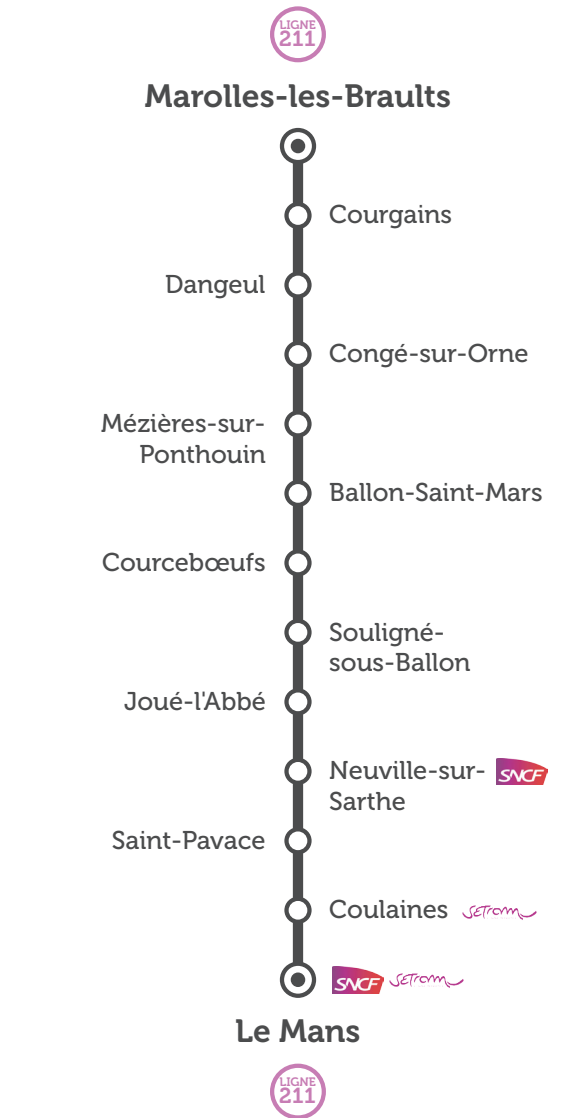 LIGNE
211
Marolles-les-Braults
Courgains
Dangeul
Congé-sur-Orne
Mézières-sur-
Ponthouin
Ballon-Saint-Mars
Courcebœufs
Souligné-
sous-Ballon
Joué-l'Abbé
Neuville-sur- SNCF
Sarthe
Saint-Pavace
Coulaines SETRAM
SNCF SETRAM
Le Mans
LIGNE
211